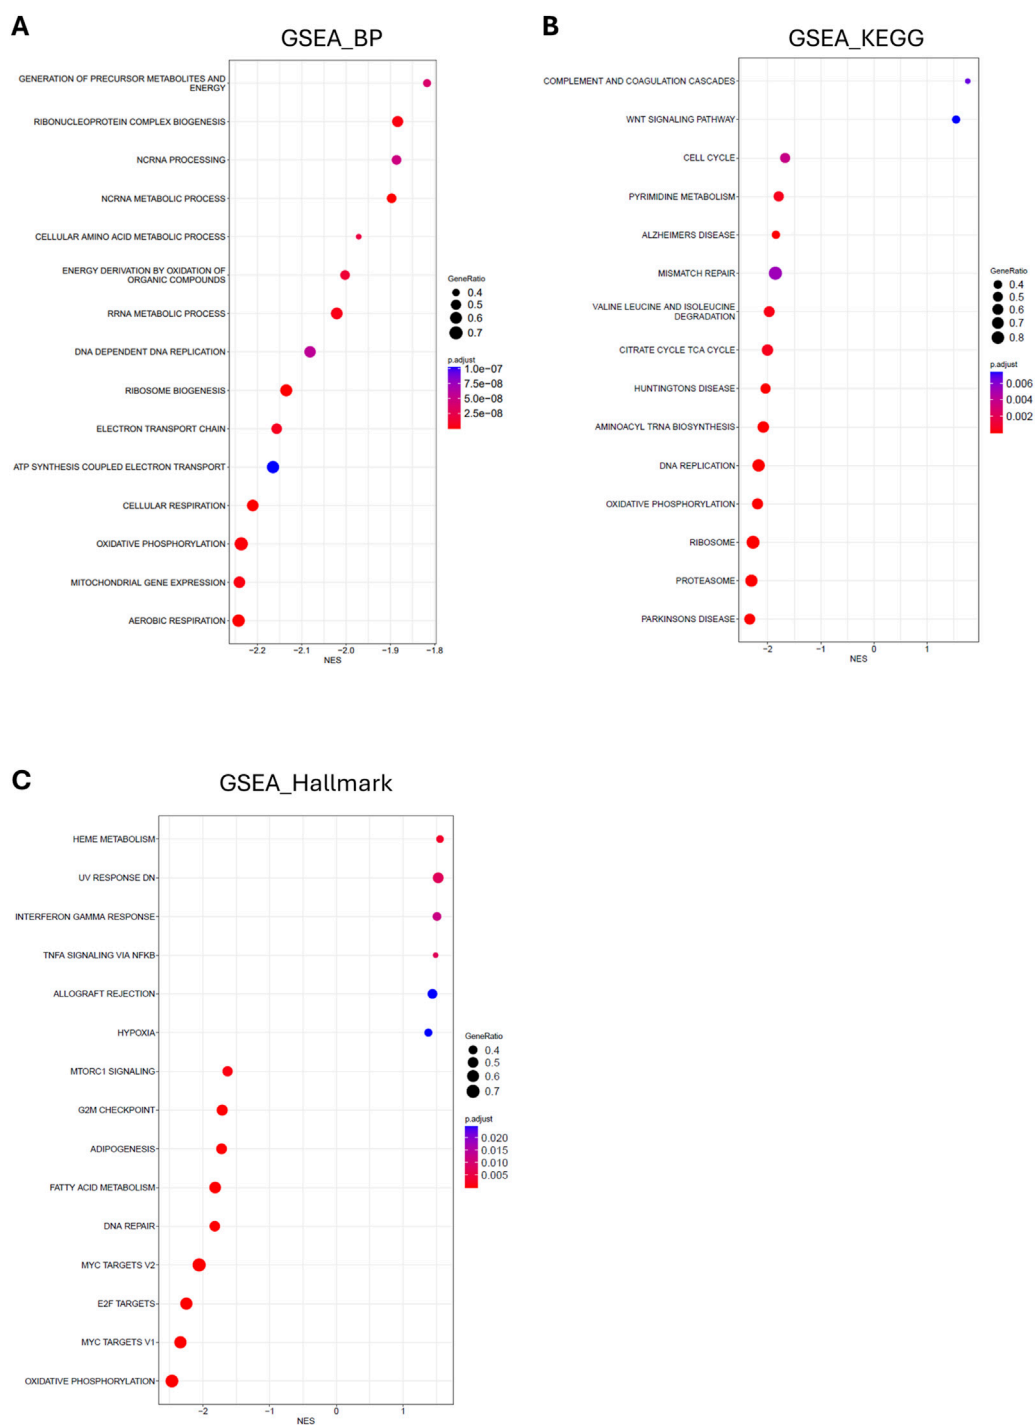 A
GSEA_BP
GENERATION OF PRECURSOR METABOLITES AND
ENERGY
RIBONUCLEOPROTEIN COMPLEX BIOGENESIS
NCRNA PROCESSING
NCRNA METABOLIC PROCESS
CELLULAR AMINO ACID METABOLIC PROCESS
ENERGY DERIVATION BY OXIDATION OF
ORGANIC COMPOUNDS
RRNA METABOLIC PROCESS
DNA DEPENDENT DNA REPLICATION
RIBOSOME BIOGENESIS
ELECTRON TRANSPORT CHAIN
ATP SYNTHESIS COUPLED ELECTRON TRANSPORT
CELLULAR RESPIRATION
OXIDATIVE PHOSPHORYLATION
MITOCHONDRIAL GENE EXPRESSION
AEROBIC RESPIRATION
−2.2 −2.1 −2.0 −1.9 −1.8
NES
GeneRatio
0.4
0.5
0.6
0.7
p.adjust
1.0e−07
7.5e−08
5.0e−08
2.5e−08
B
GSEA_KEGG
COMPLEMENT AND COAGULATION CASCADES
WNT SIGNALING PATHWAY
CELL CYCLE
PYRIMIDINE METABOLISM
ALZHEIMERS DISEASE
MISMATCH REPAIR
VALINE LEUCINE AND ISOLEUCINE
DEGRADATION
CITRATE CYCLE TCA CYCLE
HUNTINGTONS DISEASE
AMINOACYL TRNA BIOSYNTHESIS
DNA REPLICATION
OXIDATIVE PHOSPHORYLATION
RIBOSOME
PROTEASOME
PARKINSONS DISEASE
−2 −1 0 1
NES
GeneRatio
0.4
0.5
0.6
0.7
0.8
p.adjust
0.006
0.004
0.002
C
GSEA_Hallmark
HEME METABOLISM
UV RESPONSE DN
INTERFERON GAMMA RESPONSE
TNFA SIGNALING VIA NFKB
ALLOGRAFT REJECTION
HYPOXIA
MTORC1 SIGNALING
G2M CHECKPOINT
ADIPOGENESIS
FATTY ACID METABOLISM
DNA REPAIR
MYC TARGETS V2
E2F TARGETS
MYC TARGETS V1
OXIDATIVE PHOSPHORYLATION
−2 −1 0 1
NES
GeneRatio
0.4
0.5
0.6
0.7
p.adjust
0.020
0.015
0.010
0.005